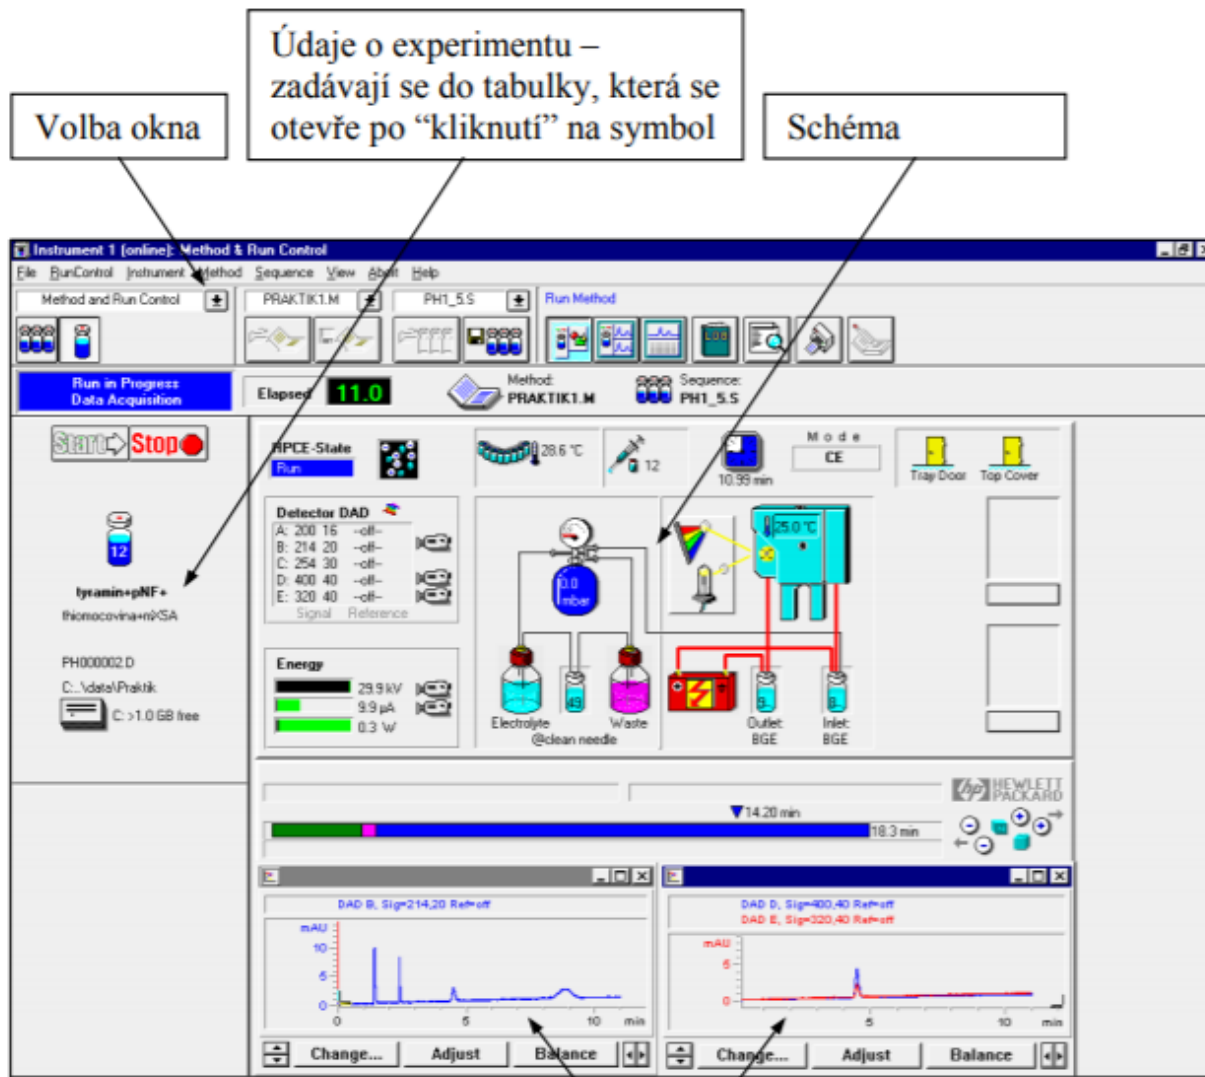 Údaje o experimentu –
zadávají se do tabulky, která se
otevře po “kliknutí” na symbol
Volba okna
Schéma
Instrument 1 (online): Method & Run Control
File RunControl Instrument Method Sequence View Abort Help
Method and Run Control
PRAKTIK1.M
PH1_5.S
Run Method
Run in Progress
Data Acquisition
Elapsed 11.0
Method:
PRAKTIK1.M
Sequence:
PH1_5.S
Start Stop
HPCE-State
Run
28.6 °C
12
10.99 min
Mode
CE
Tray Door Top Cover
12
tyramin+pNF+
thiomocovina+mXSA
PH000002.D
C:..\data\Praktik
C: >1.0 GB free
Detector DAD
A: 200 16 --off--
B: 214 20 --off--
C: 254 30 --off--
D: 400 40 --off--
E: 320 40 --off--
Signal Reference
Energy
29.9 kV
9.9 µA
0.3 W
0.0
mbar
25.0 °C
49
9
8
Electrolyte Waste
@clean needle
Outlet:
BGE
Inlet:
BGE
HEWLETT
PACKARD
hp
14.20 min
18.3 min
DAD B, Sig=214,20 Ref=off
mAU
10
5
0
0 5 10 min
Change... Adjust Balance
DAD D, Sig=400,40 Ref=off
DAD E, Sig=320,40 Ref=off
mAU
5
0
5 10 min
Change... Adjust Balance